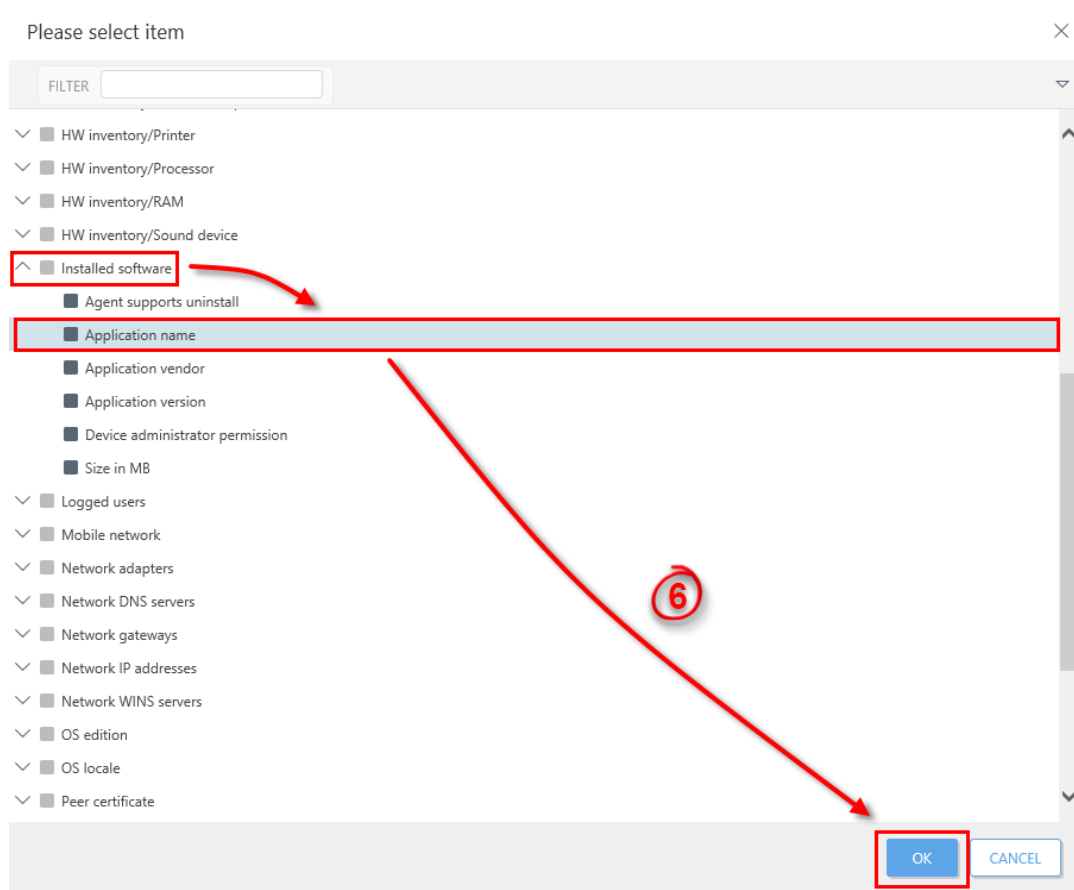 Please select item
FILTER
HW inventory/Printer
HW inventory/Processor
HW inventory/RAM
HW inventory/Sound device
Installed software
Agent supports uninstall
Application name
Application vendor
Application version
Device administrator permission
Size in MB
Logged users
Mobile network
Network adapters
Network DNS servers
Network gateways
Network IP addresses
Network WINS servers
OS edition
OS locale
Peer certificate
6
OK CANCEL